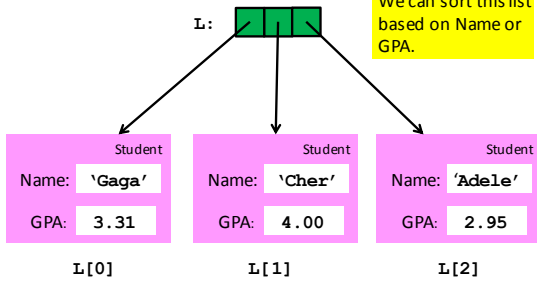 We can sort this list
based on Name or
GPA.
L:
Student
Name: ‘Gaga’
GPA: 3.31
Student
Name: ‘Cher’
GPA: 4.00
Student
Name: ‘Adele’
GPA: 2.95
L[0]
L[1]
L[2]